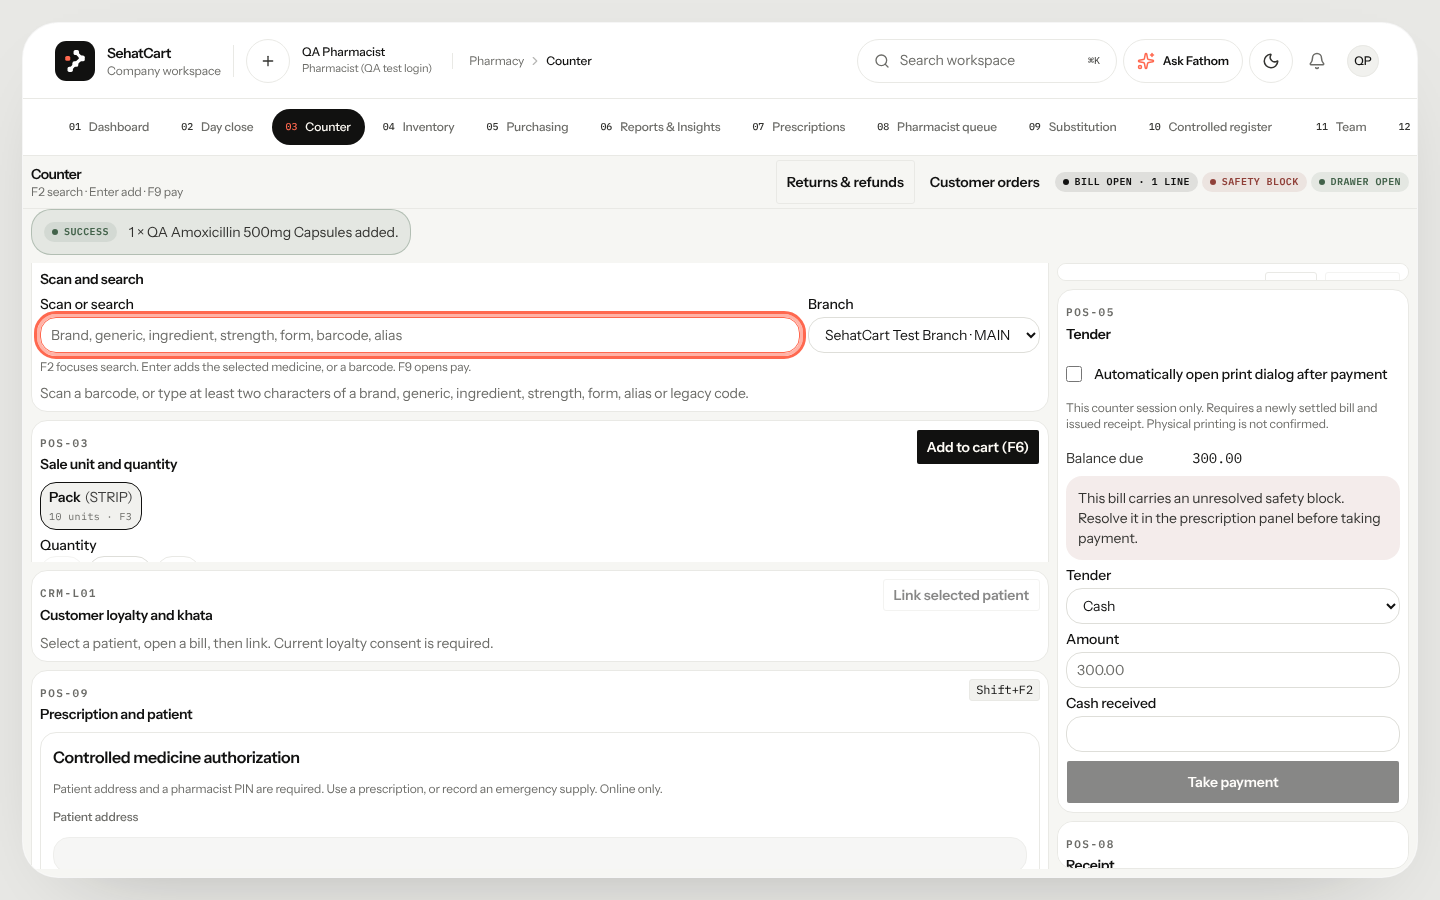 SehatCart
Company workspace
QA Pharmacist
Pharmacist (QA test login)
Pharmacy > Counter
Search workspace
⌘K
Ask Fathom
QP
01 Dashboard
02 Day close
03 Counter
04 Inventory
05 Purchasing
06 Reports & Insights
07 Prescriptions
08 Pharmacist queue
09 Substitution
10 Controlled register
11 Team
12
Counter
F2 search · Enter add · F9 pay
Returns & refunds
Customer orders
BILL OPEN · 1 LINE
SAFETY BLOCK
DRAWER OPEN
SUCCESS
1 × QA Amoxicillin 500mg Capsules added.
Scan and search
Scan or search
Branch
Brand, generic, ingredient, strength, form, barcode, alias
SehatCart Test Branch · MAIN
F2 focuses search. Enter adds the selected medicine, or a barcode. F9 opens pay.
Scan a barcode, or type at least two characters of a brand, generic, ingredient, strength, form, alias or legacy code.
POS-03
Sale unit and quantity
Add to cart (F6)
Pack (STRIP)
10 units · F3
Quantity
CRM-L01
Customer loyalty and khata
Link selected patient
Select a patient, open a bill, then link. Current loyalty consent is required.
POS-09
Prescription and patient
Shift+F2
Controlled medicine authorization
Patient address and a pharmacist PIN are required. Use a prescription, or record an emergency supply. Online only.
Patient address
POS-05
Tender
Automatically open print dialog after payment
This counter session only. Requires a newly settled bill and
issued receipt. Physical printing is not confirmed.
Balance due 300.00
This bill carries an unresolved safety block.
Resolve it in the prescription panel before taking
payment.
Tender
Cash
Amount
300.00
Cash received
Take payment
POS-08
Receipt